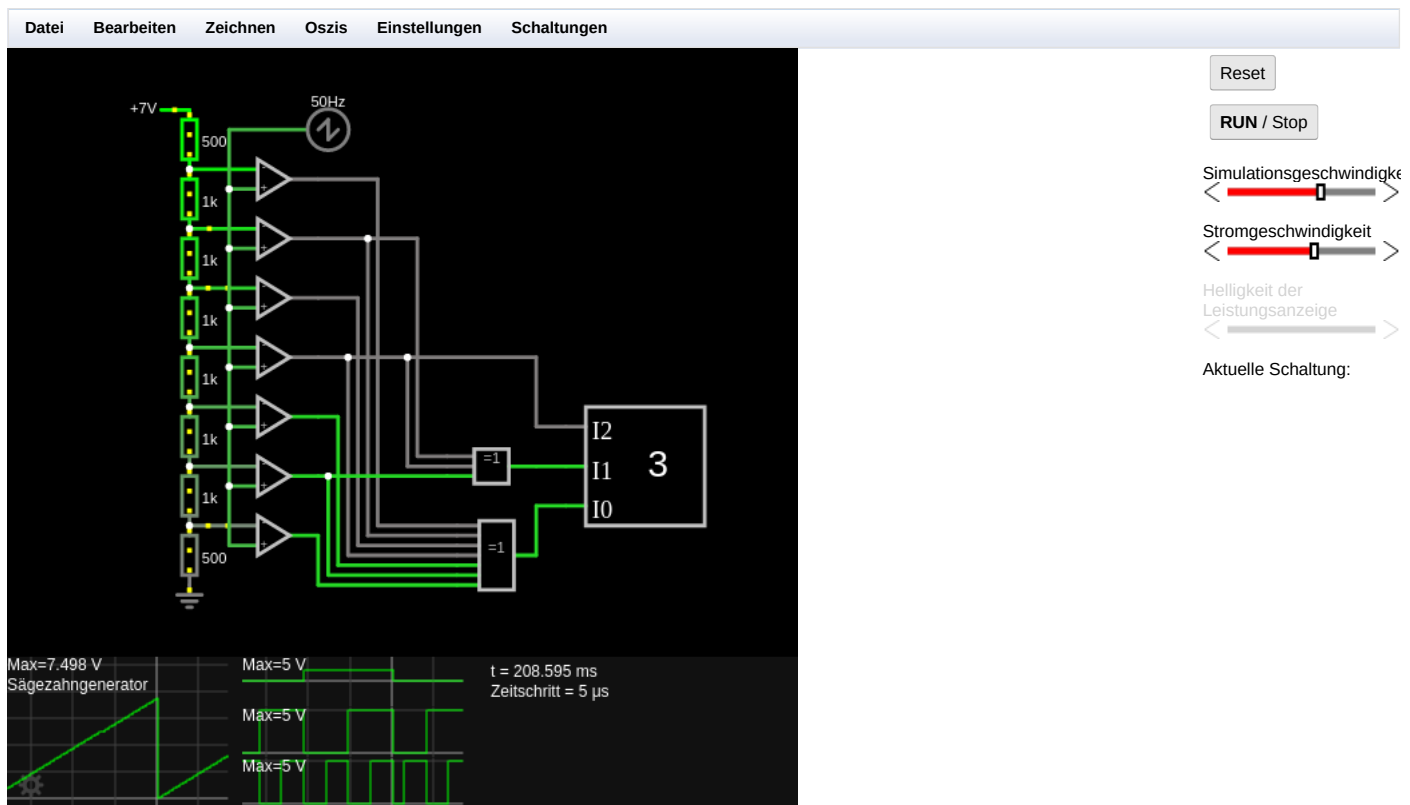 Datei Bearbeiten Zeichnen Oszis Einstellungen Schaltungen
Reset
RUN / Stop
Simulationsgeschwindigke
Stromgeschwindigkeit
Helligkeit der
Leistungsanzeige
Aktuelle Schaltung:
+7V
50Hz
500
1k
1k
1k
1k
1k
1k
500
-
+
-
+
-
+
-
+
-
+
-
+
-
+
=1
=1
I2
I1
I0
3
Max=7.498 V
Sägezahngenerator
Max=5 V
Max=5 V
Max=5 V
t = 208.595 ms
Zeitschritt = 5 µs